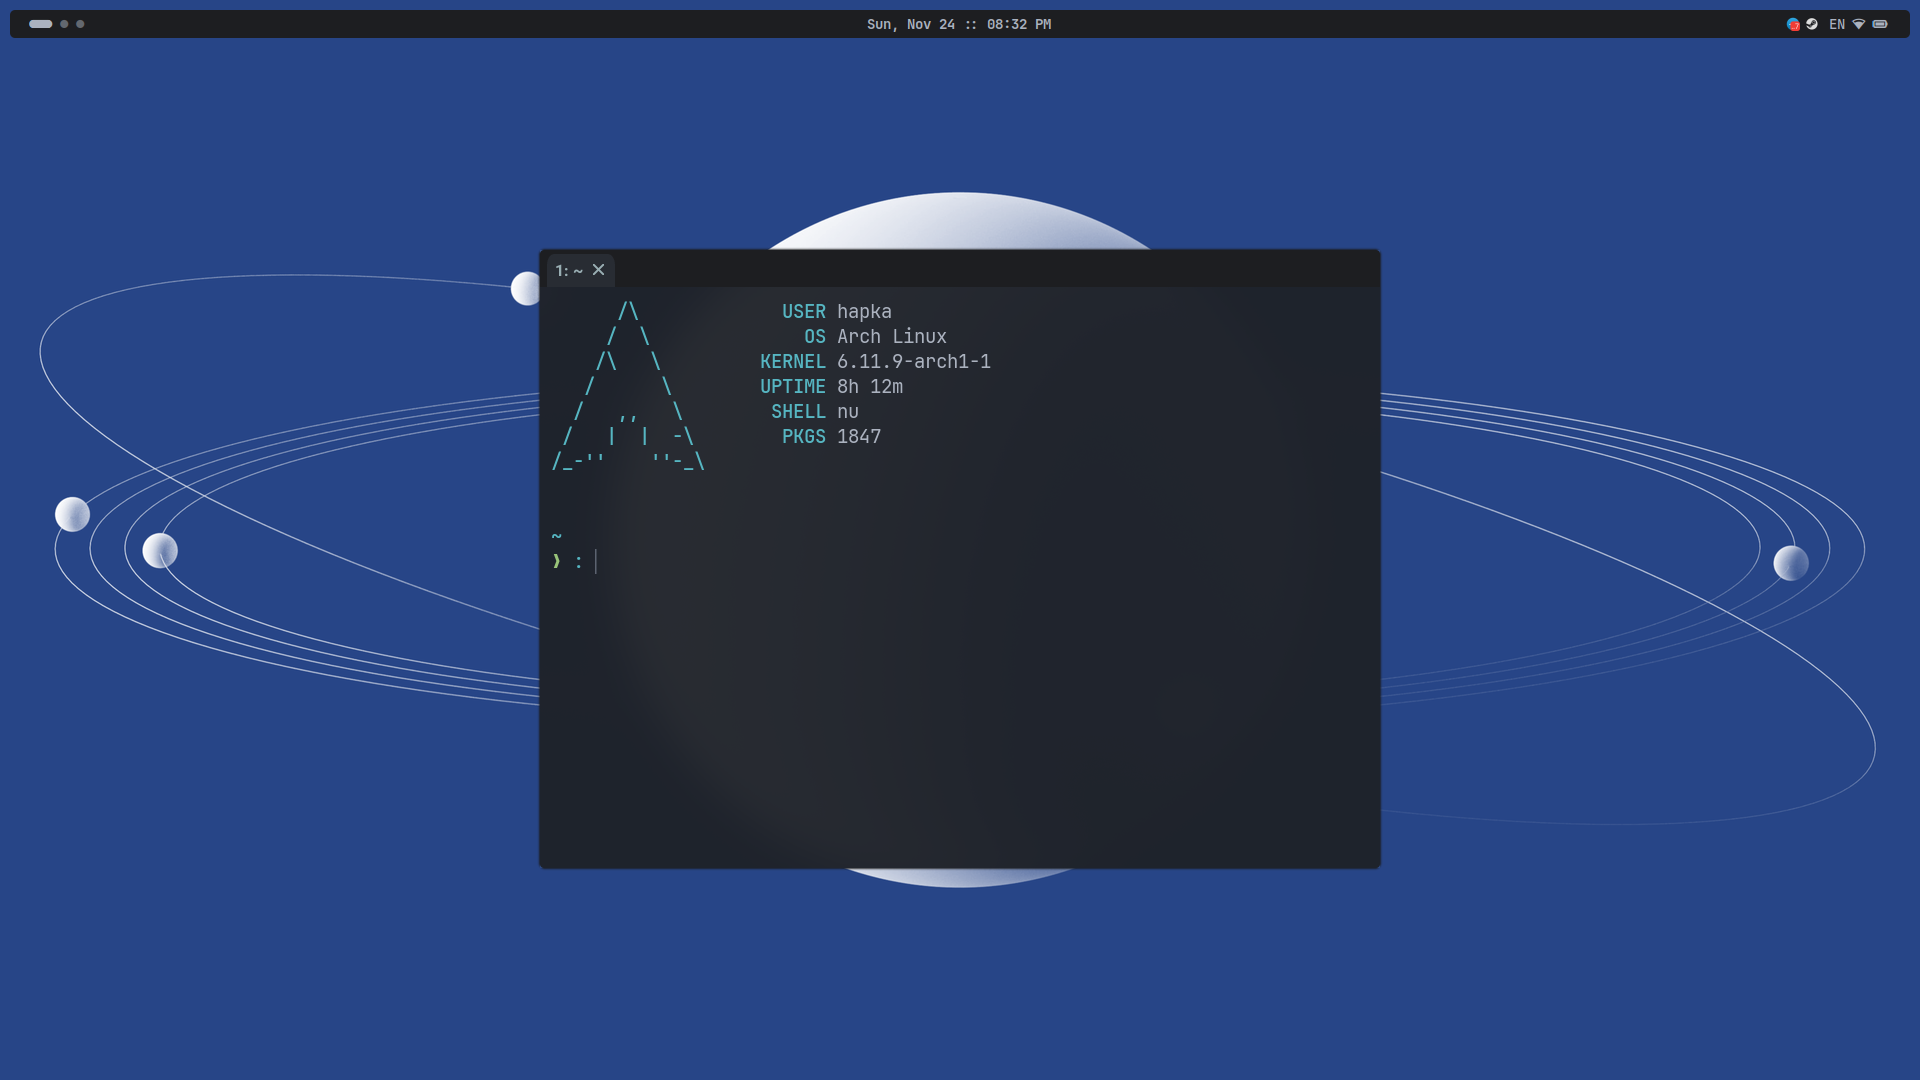 Sun, Nov 24 :: 08:32 PM
EN
1: ~
USER hapka
OS Arch Linux
KERNEL 6.11.9-arch1-1
UPTIME 8h 12m
SHELL nu
PKGS 1847
~
❯ :